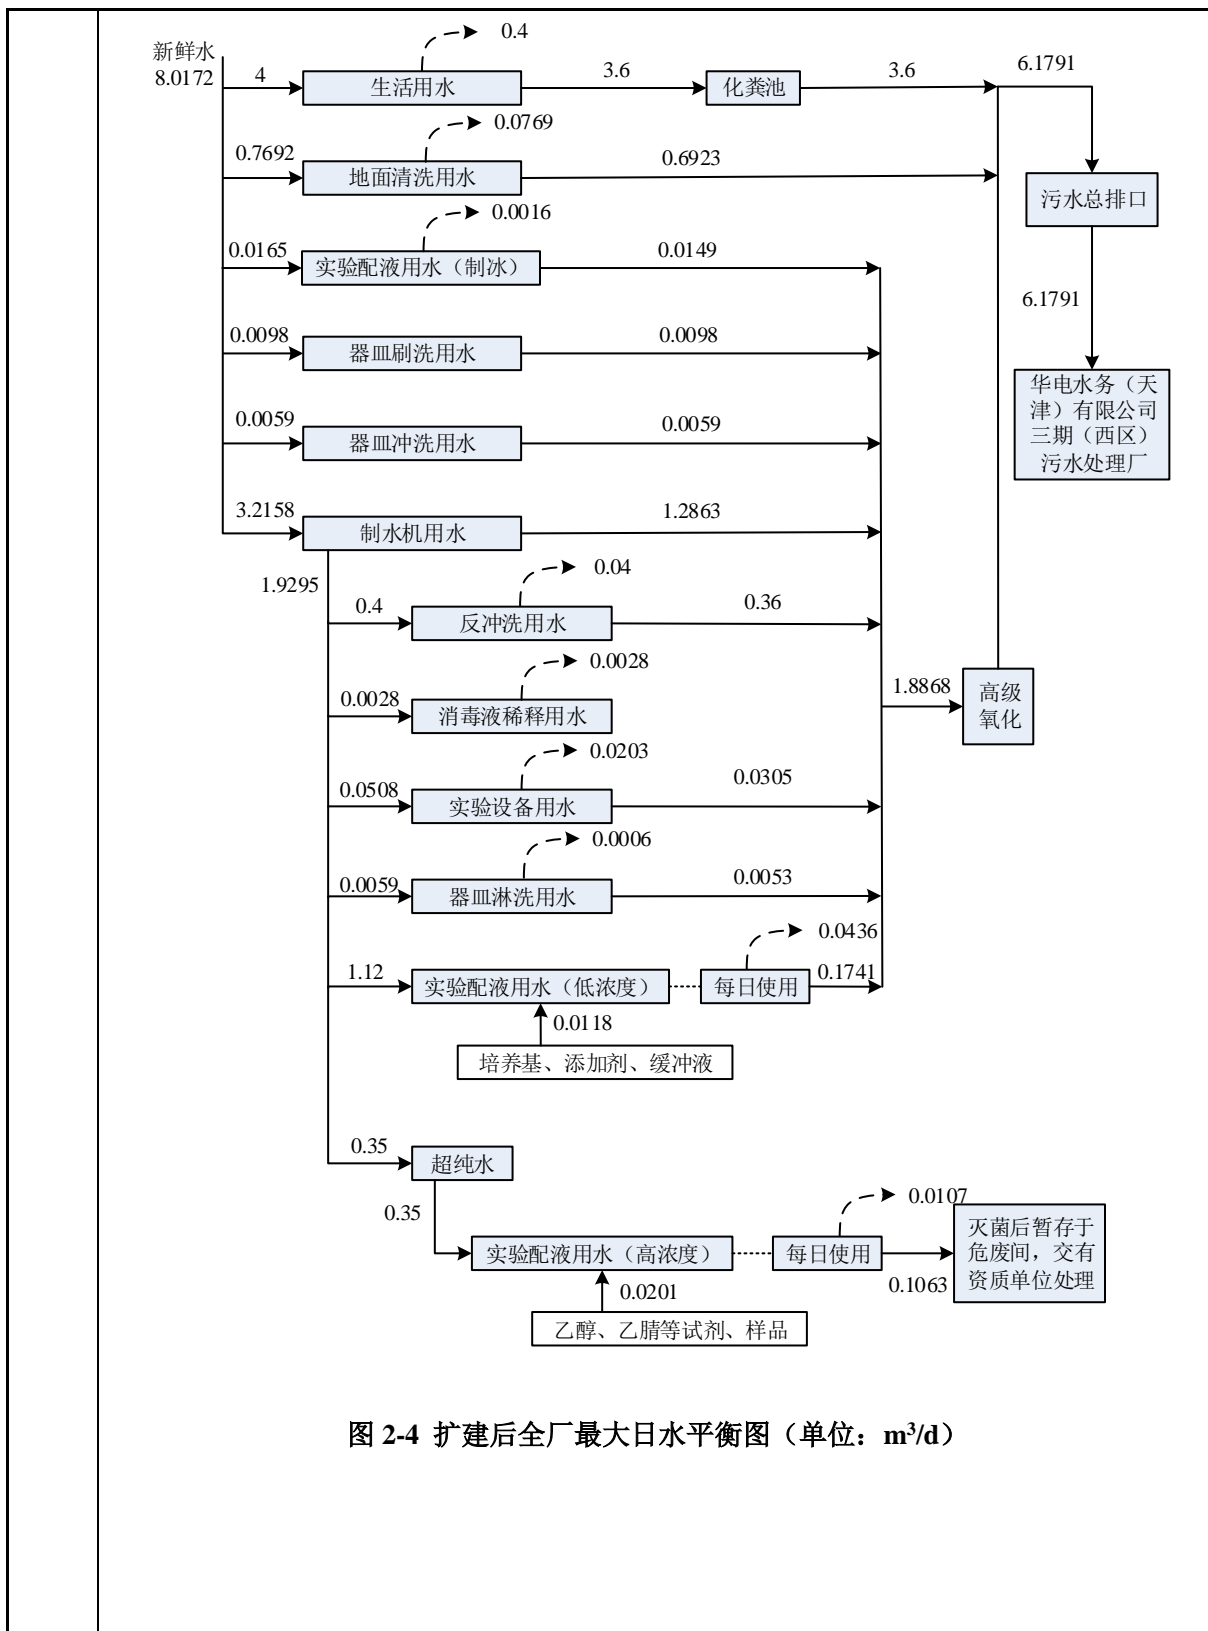 新鲜水
8.0172
4
生活用水
0.4
3.6
化粪池
3.6
6.1791
0.7692
地面清洗用水
0.0769
0.6923
污水总排口
0.0165
实验配液用水（制冰）
0.0016
0.0149
6.1791
0.0098
器皿刷洗用水
0.0098
华电水务（天
津）有限公司
三期（西区）
污水处理厂
0.0059
器皿冲洗用水
0.0059
3.2158
制水机用水
1.2863
1.9295
0.4
反冲洗用水
0.04
0.36
0.0028
消毒液稀释用水
0.0028
1.8868
高级
氧化
0.0508
实验设备用水
0.0203
0.0305
0.0059
器皿淋洗用水
0.0006
0.0053
1.12
实验配液用水（低浓度）
每日使用
0.0436
0.1741
0.0118
培养基、添加剂、缓冲液
0.35
超纯水
0.35
实验配液用水（高浓度）
每日使用
0.0107
0.1063
灭菌后暂存于
危废间，交有
资质单位处理
0.0201
乙醇、乙腈等试剂、样品
图 2-4 扩建后全厂最大日水平衡图（单位：m³/d）